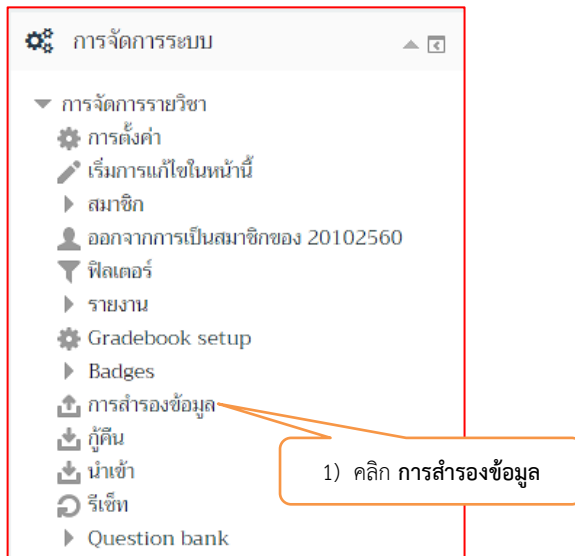 การจัดการระบบ
การจัดการรายวิชา
การตั้งค่า
เริ่มการแก้ไขในหน้านี้
สมาชิก
ออกจากการเป็นสมาชิกของ 20102560
ฟิลเตอร์
รายงาน
Gradebook setup
Badges
การสำรองข้อมูล
กู้คืน
1) คลิก การสำรองข้อมูล
นำเข้า
รีเซ็ท
Question bank